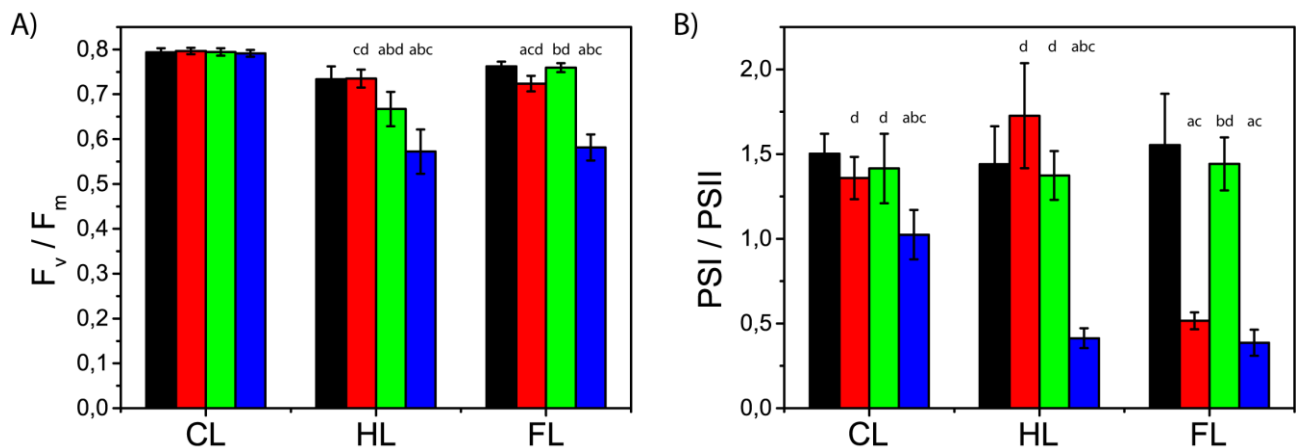 A)
F_v / F_m
0,8
0,7
0,6
0,5
0,4
0,3
0,2
0,1
0,0
cd abd abc
acd bd abc
CL HL FL
B)
PSI / PSII
2,0
1,5
1,0
0,5
0,0
d d abc
d d abc
ac bd ac
CL HL FL